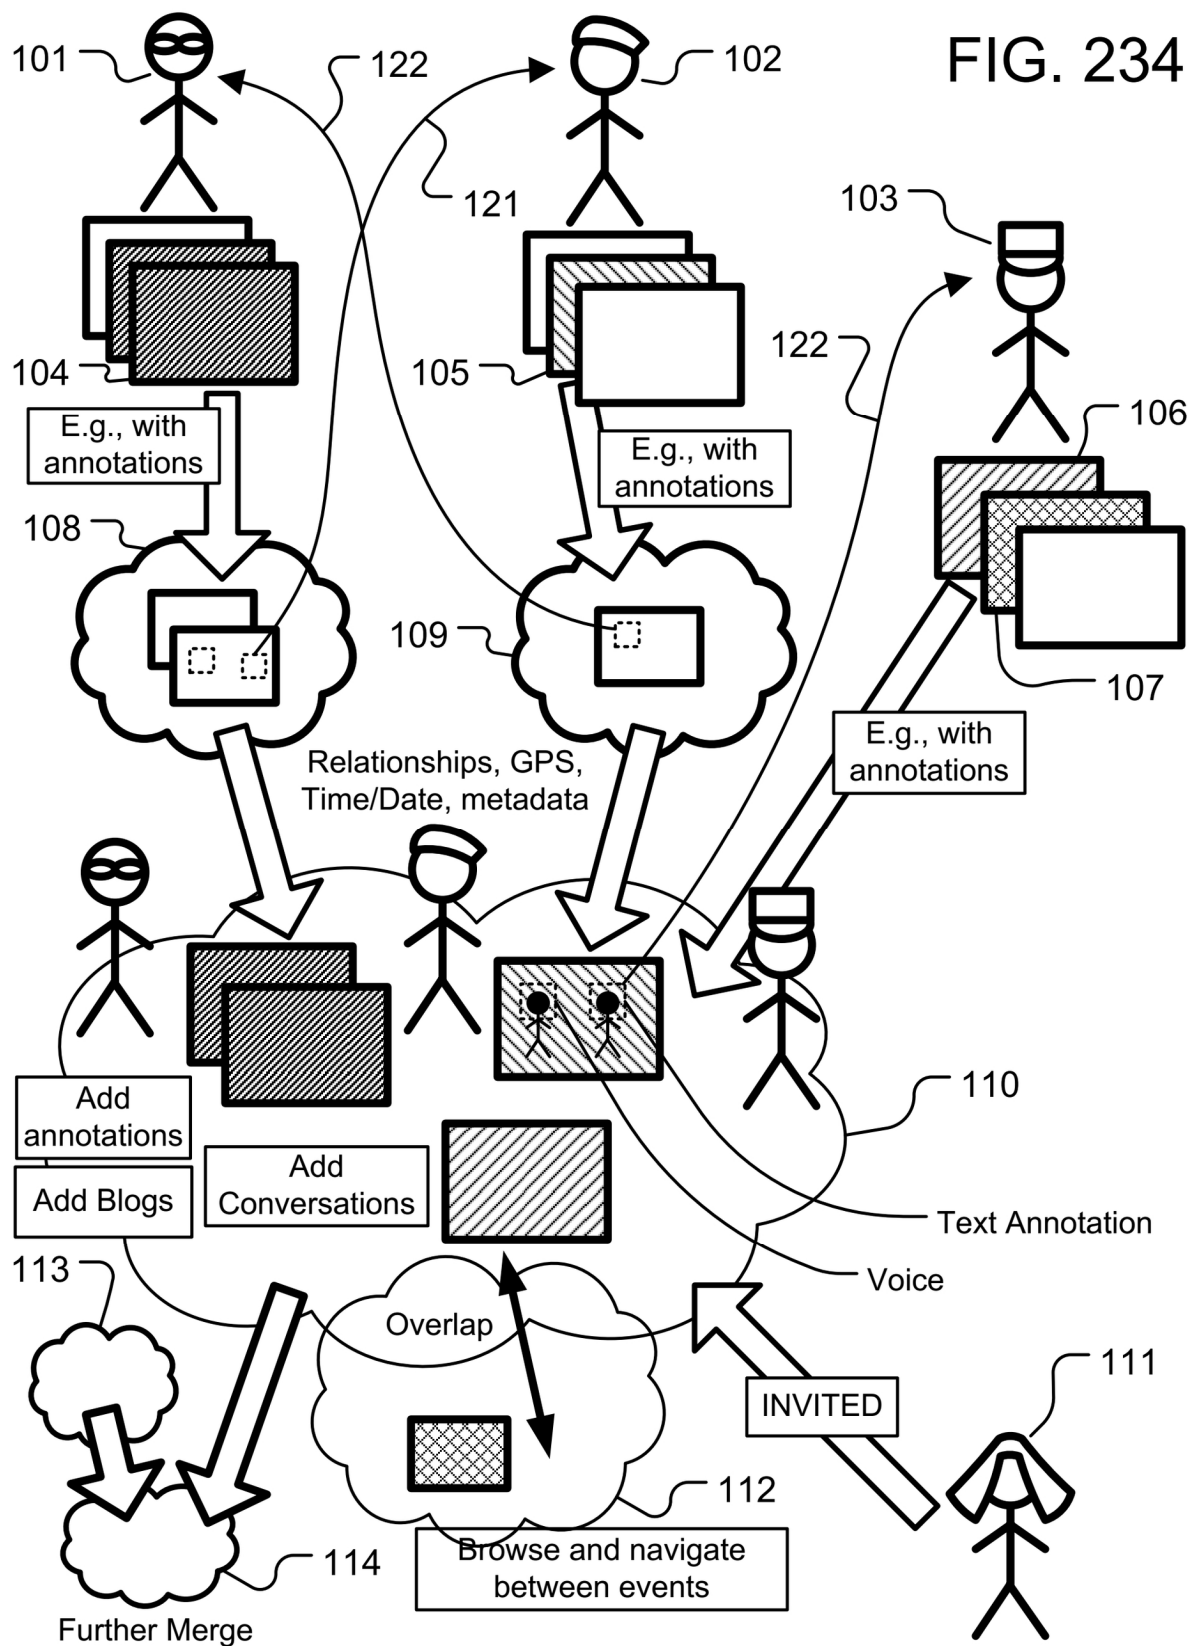 FIG. 234
101
122
102
121
103
104
105
122
106
E.g., with
annotations
E.g., with
annotations
108
109
107
E.g., with
annotations
Relationships, GPS,
Time/Date, metadata
110
Add
annotations
Add Blogs
Add
Conversations
Text Annotation
Voice
113
Overlap
111
INVITED
112
Browse and navigate
between events
114
Further Merge